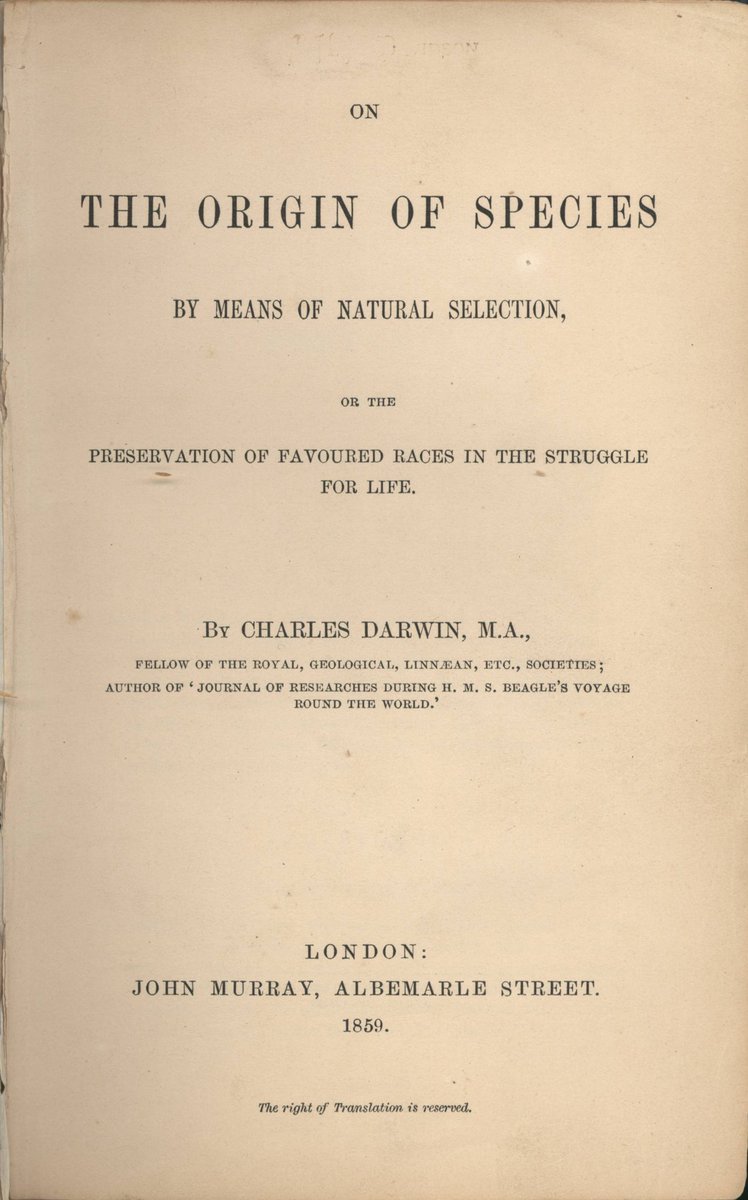 ON
THE ORIGIN OF SPECIES
BY MEANS OF NATURAL SELECTION,
OR THE
PRESERVATION OF FAVOURED RACES IN THE STRUGGLE
FOR LIFE.
By CHARLES DARWIN, M.A.,
FELLOW OF THE ROYAL, GEOLOGICAL, LINNÆAN, ETC., SOCIETIES;
AUTHOR OF ‘JOURNAL OF RESEARCHES DURING H. M. S. BEAGLE’S VOYAGE
ROUND THE WORLD.’
LONDON:
JOHN MURRAY, ALBEMARLE STREET.
1859.
The right of Translation is reserved.